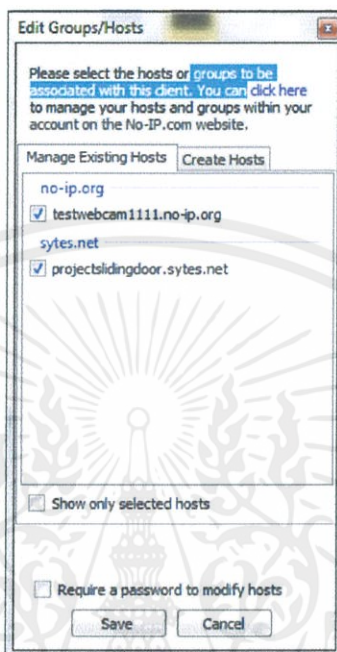 Edit Groups/Hosts
x
Please select the hosts or groups to be
associated with this client. You can click here
to manage your hosts and groups within your
account on the No-IP.com website.
Manage Existing Hosts Create Hosts
no-ip.org
testwebcam1111.no-ip.org
sytes.net
projectslidingdoor.sytes.net
Show only selected hosts
Require a password to modify hosts
Save Cancel